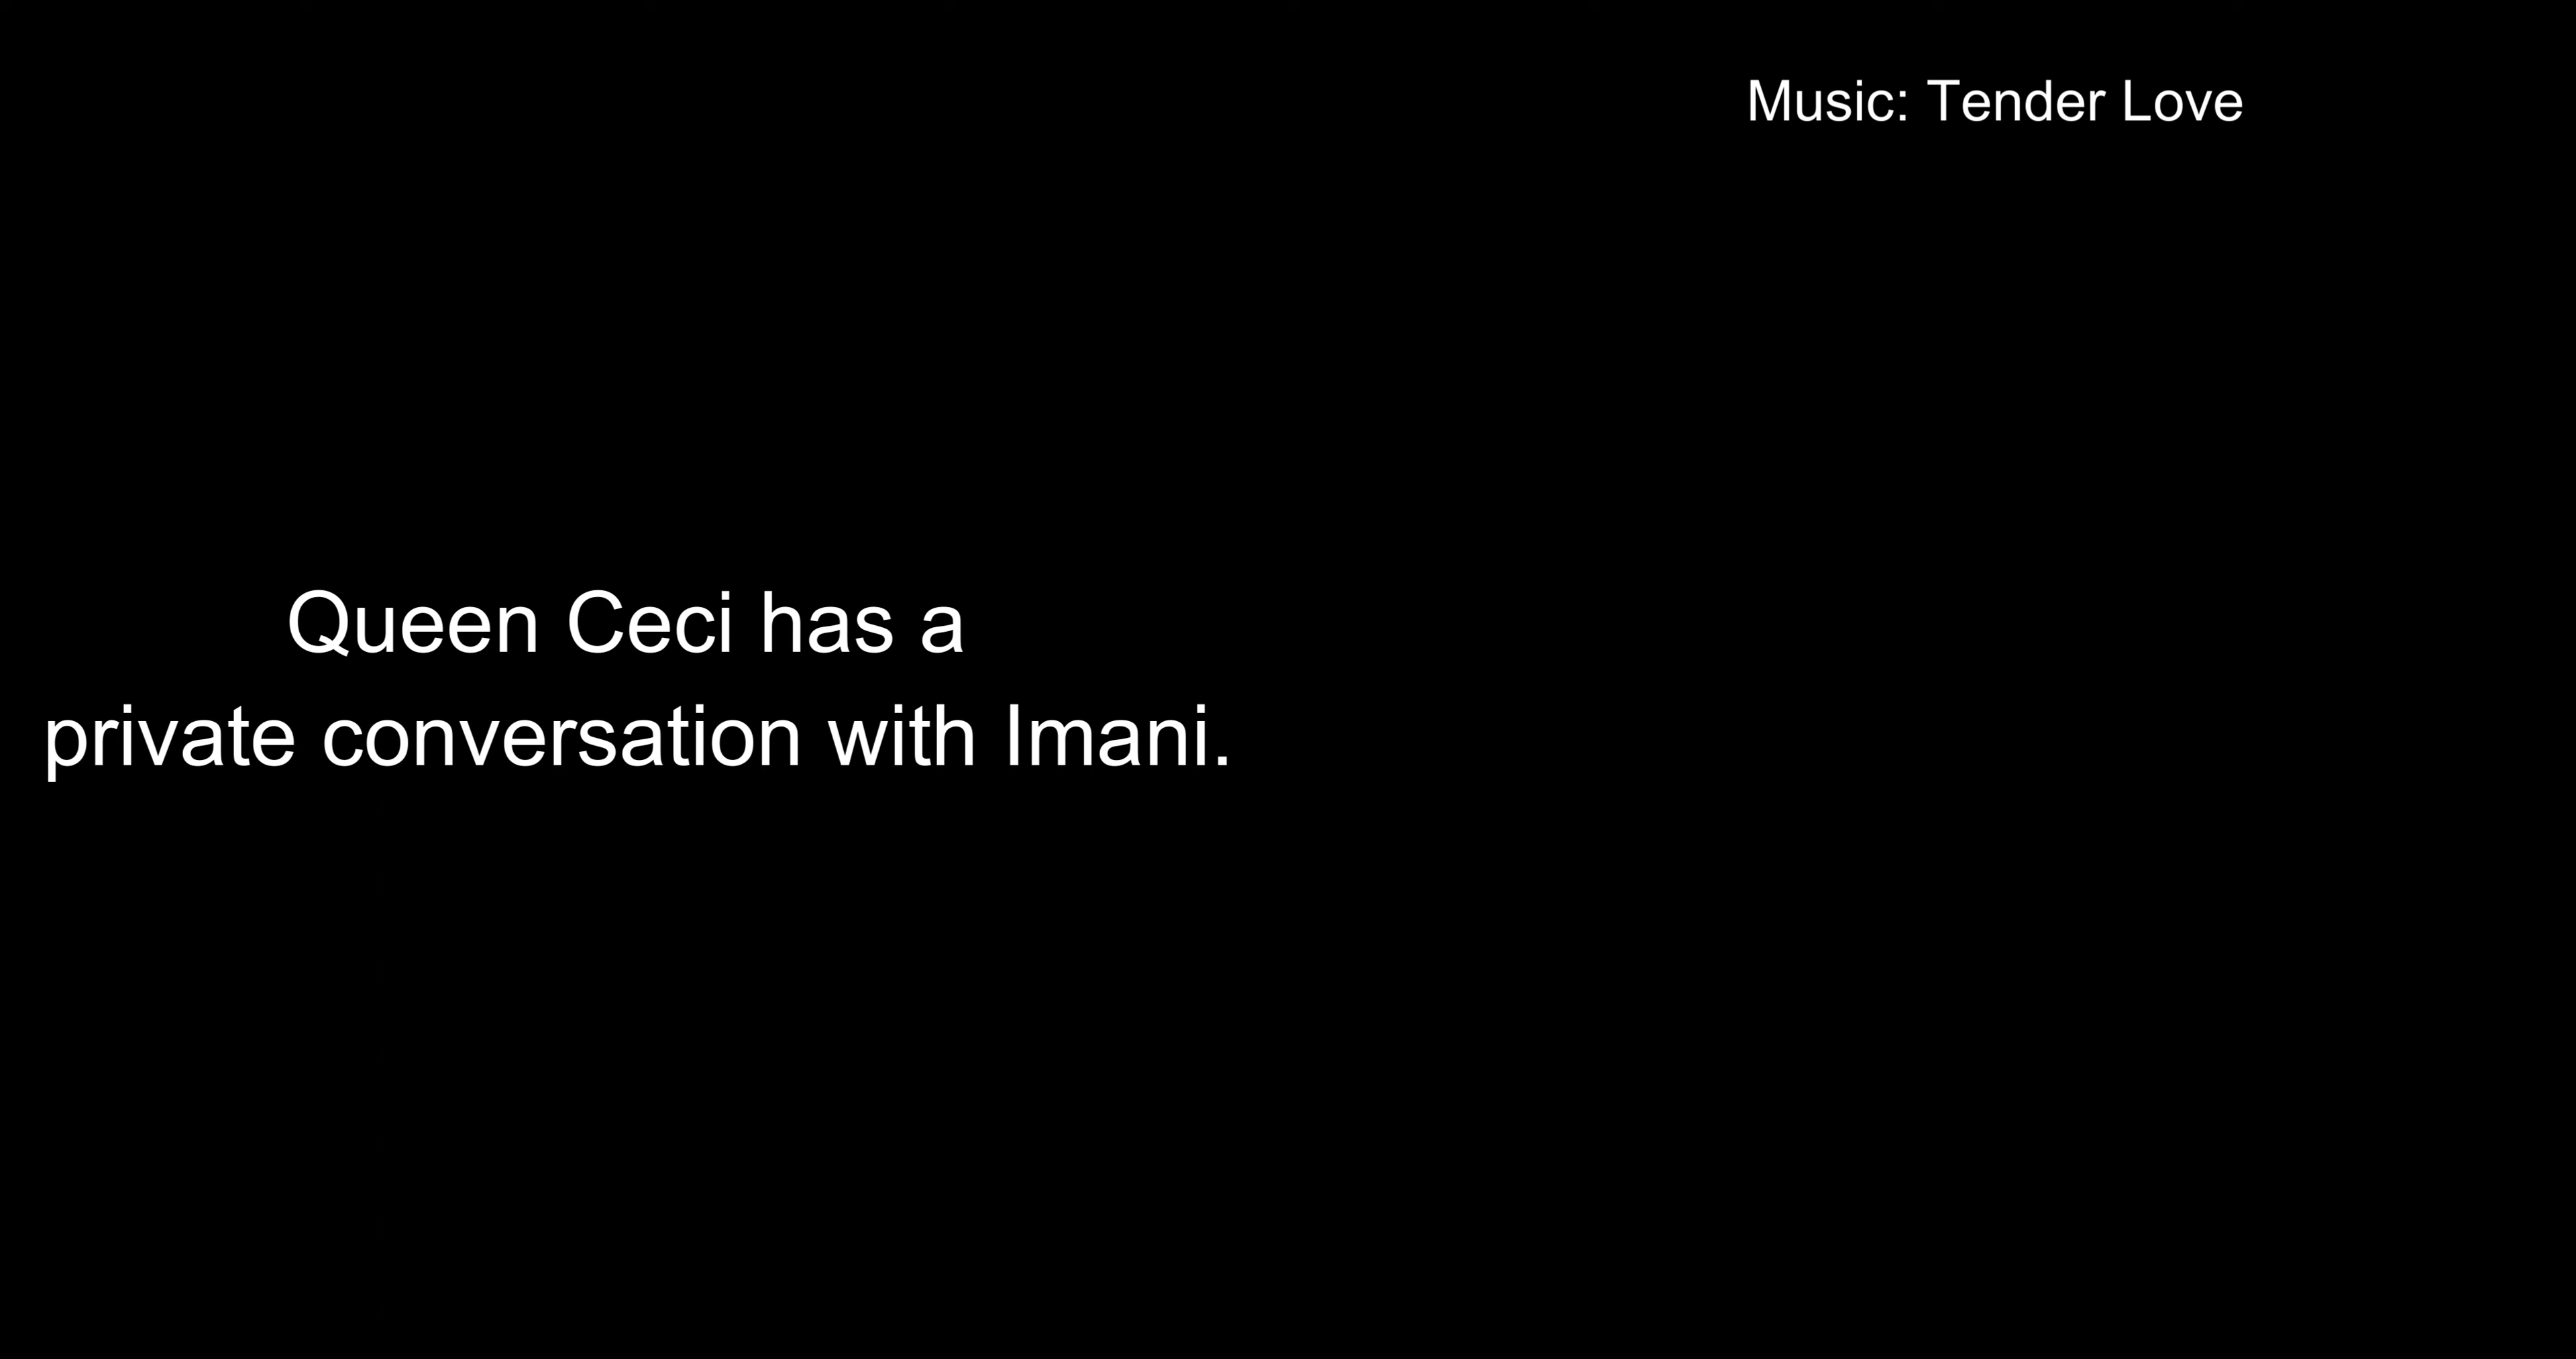 Music: Tender Love
Queen Ceci has a
private conversation with Imani.